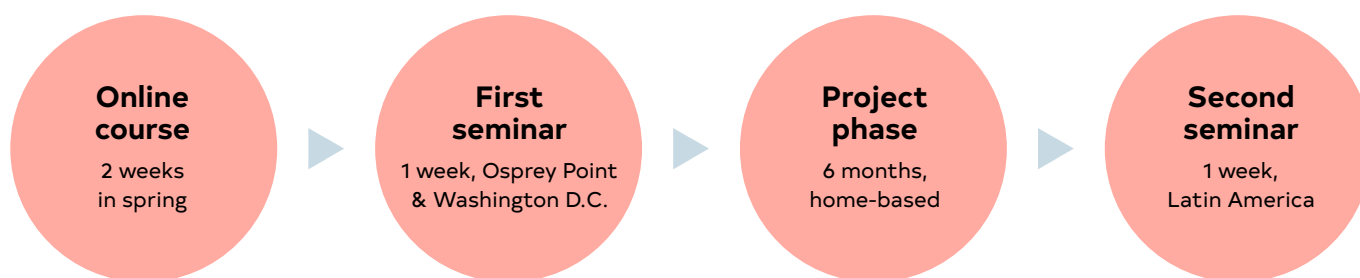 Online
course
2 weeks
in spring
First
seminar
1 week, Osprey Point
& Washington D.C.
Project
phase
6 months,
home-based
Second
seminar
1 week,
Latin America